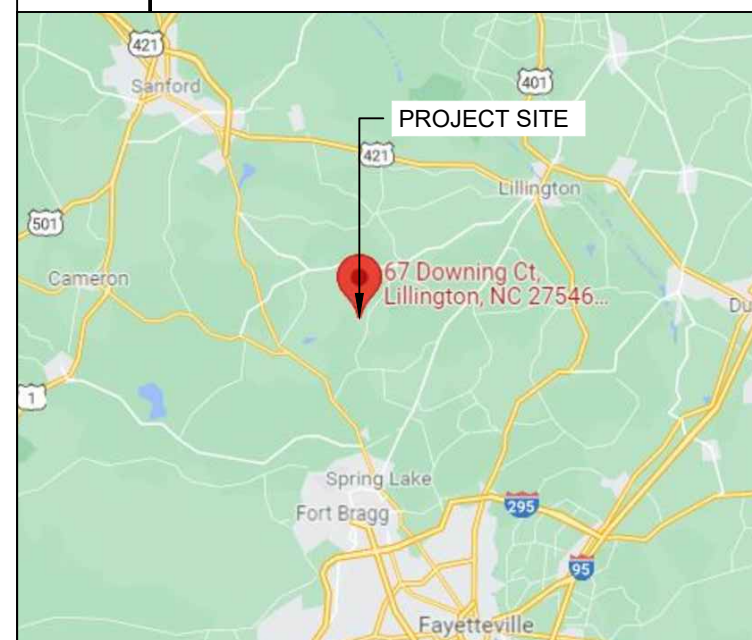 421
Sanford
401
PROJECT SITE
421
Lillington
501
67 Downing Ct,
Lillington, NC 27546...
Cameron
Du
1
Spring Lake
295
Fort Bragg
95
Fayetteville